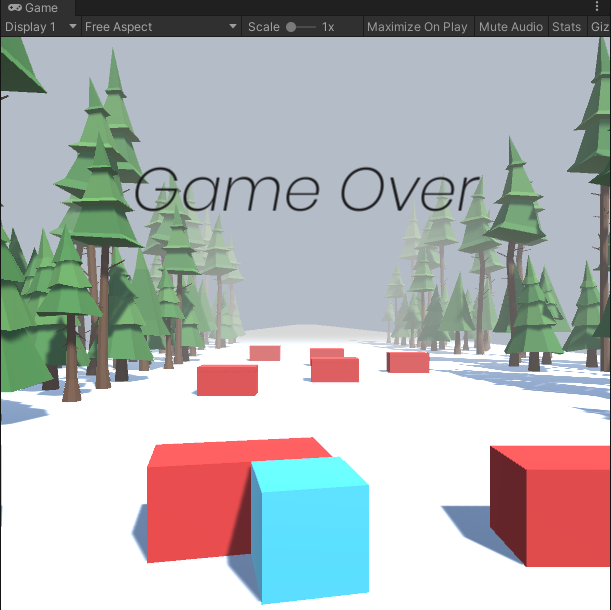 Game
Display 1 Free Aspect Scale 1x Maximize On Play Mute Audio Stats Giz
Game Over